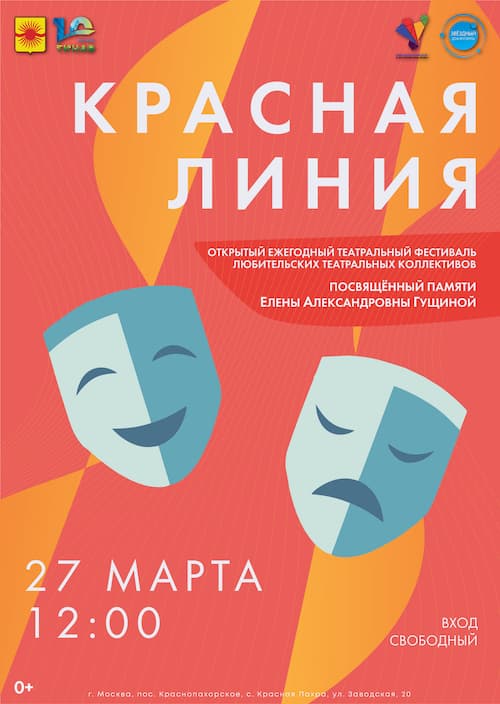 ЗВЁЗДНЫЙ
КРАСНАЯ
ЛИНИЯ
ОТКРЫТЫЙ ЕЖЕГОДНЫЙ ТЕАТРАЛЬНЫЙ ФЕСТИВАЛЬ
ЛЮБИТЕЛЬСКИХ ТЕАТРАЛЬНЫХ КОЛЛЕКТИВОВ
ПОСВЯЩЁННЫЙ ПАМЯТИ
ЕЛЕНЫ АЛЕКСАНДРОВНЫ ГУЩИНОЙ
27 МАРТА
12:00
ВХОД
СВОБОДНЫЙ
0+
г. Москва, пос. Краснопахорское, с. Красная Пахра, ул. Заводская, 20